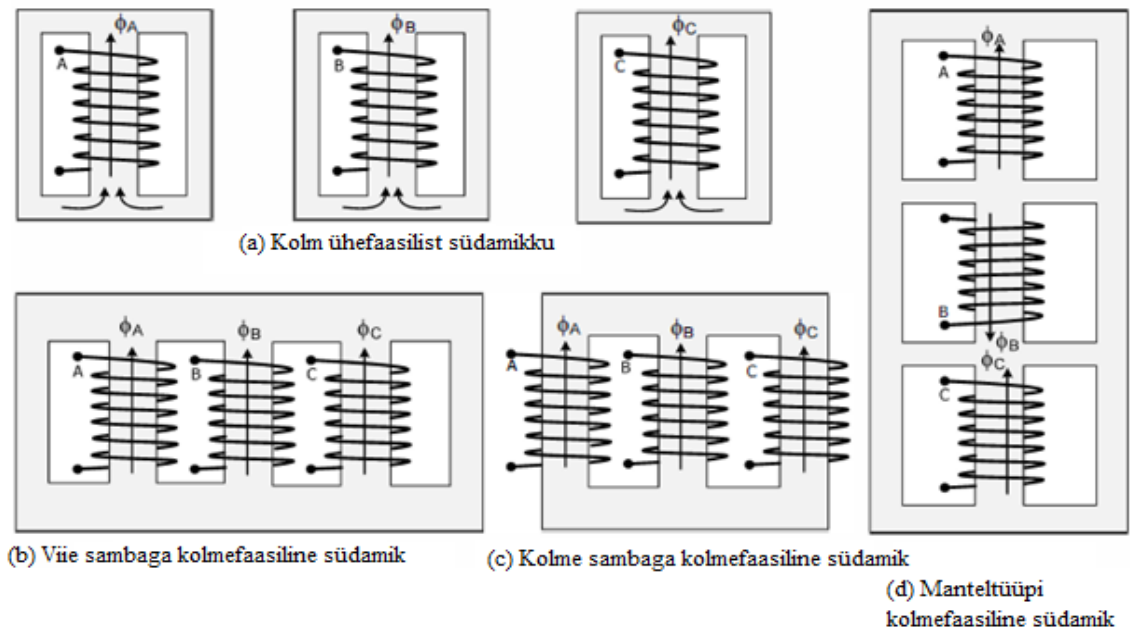 ϕA
A
ϕB
B
ϕC
C
(a) Kolm ühefaasilist südamikku
ϕA
A
ϕB
B
ϕC
C
(b) Viie sambaga kolmefaasiline südamik
ϕA
A
ϕB
B
ϕC
C
(c) Kolme sambaga kolmefaasiline südamik
ϕA
A
B
ϕB
ϕC
C
(d) Manteltüüpi
kolmefaasiline südamik